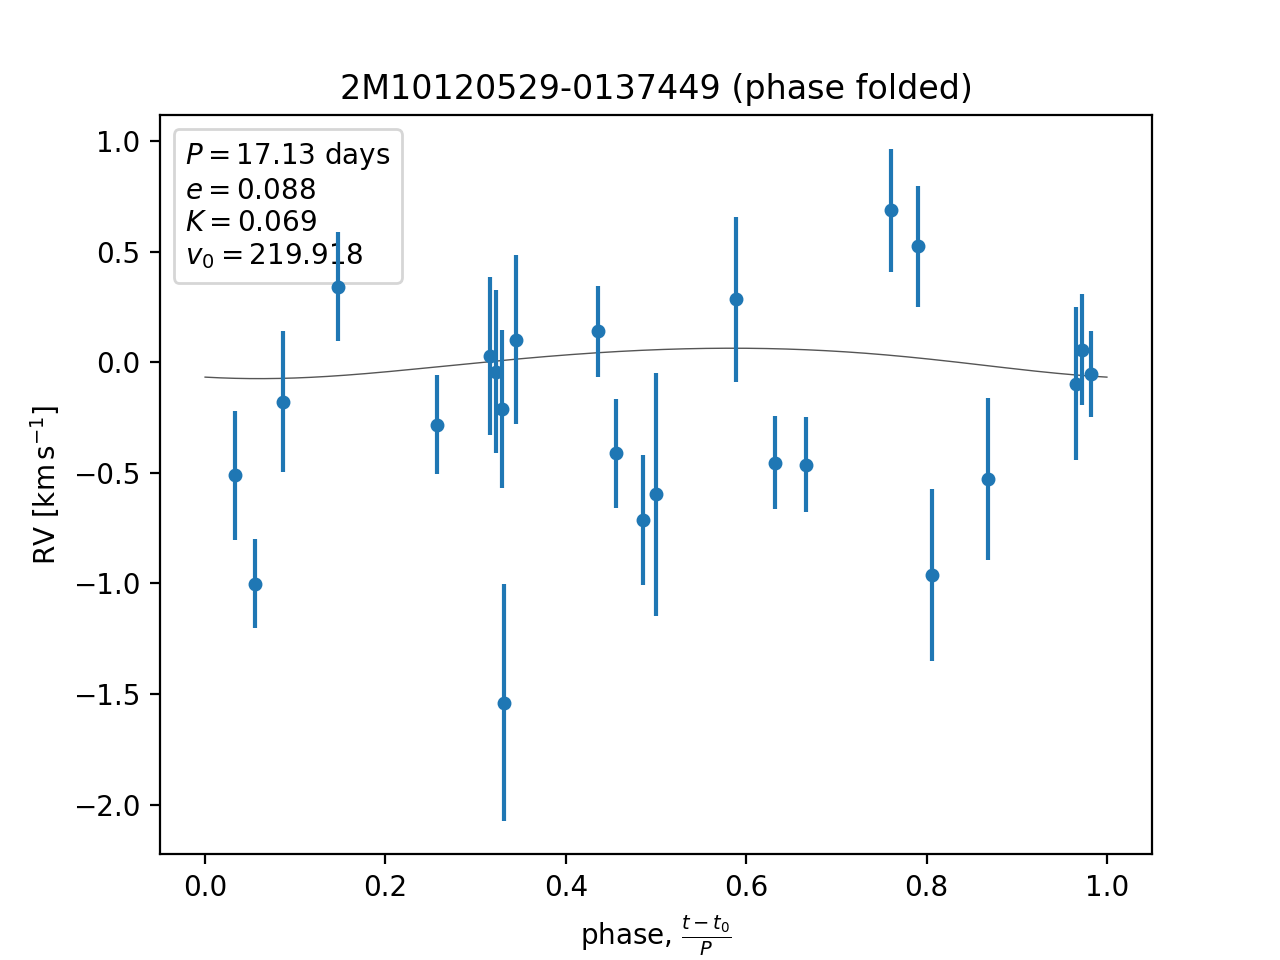 2M10120529-0137449 (phase folded)
P = 17.13 days
e = 0.088
K = 0.069
v₀ = 219.918
1.0
0.5
0.0
−0.5
−1.0
−1.5
−2.0
RV [km s⁻¹]
0.0 0.2 0.4 0.6 0.8 1.0
phase, (t − t₀)/P